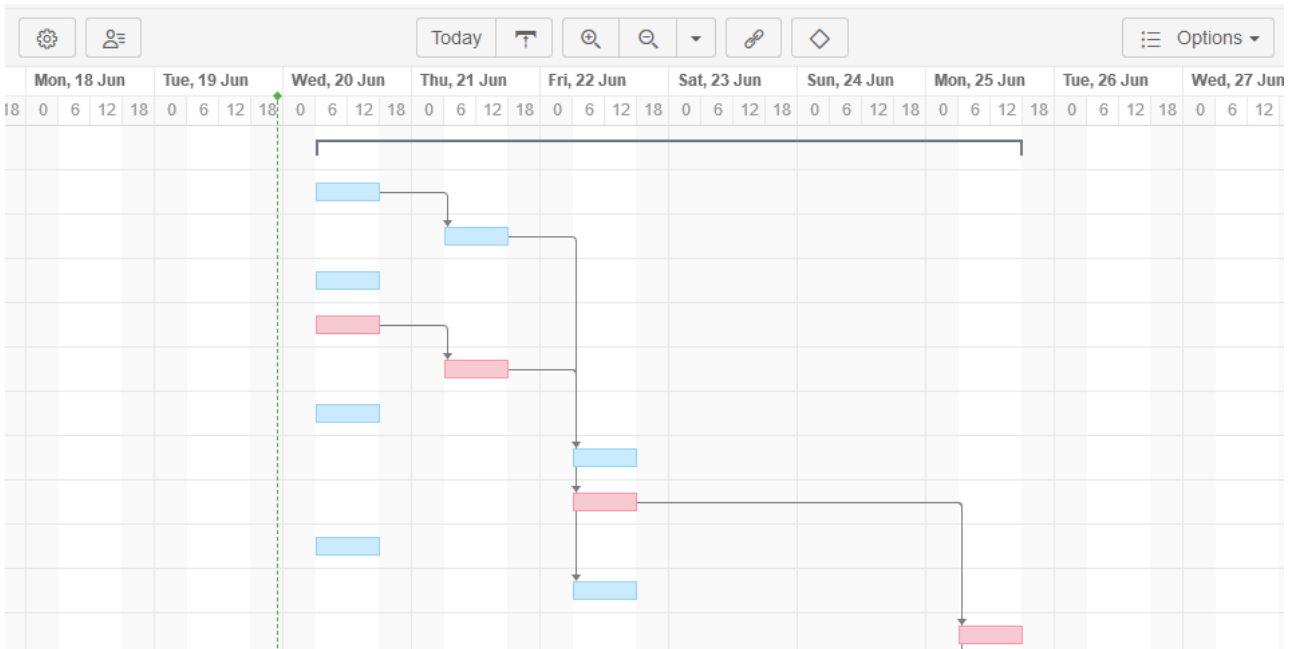 Today Options
Mon, 18 Jun Tue, 19 Jun Wed, 20 Jun Thu, 21 Jun Fri, 22 Jun Sat, 23 Jun Sun, 24 Jun Mon, 25 Jun Tue, 26 Jun Wed, 27 Jun
18 0 6 12 18 0 6 12 18 0 6 12 18 0 6 12 18 0 6 12 18 0 6 12 18 0 6 12 18 0 6 12 18 0 6 12 18 0 6 12